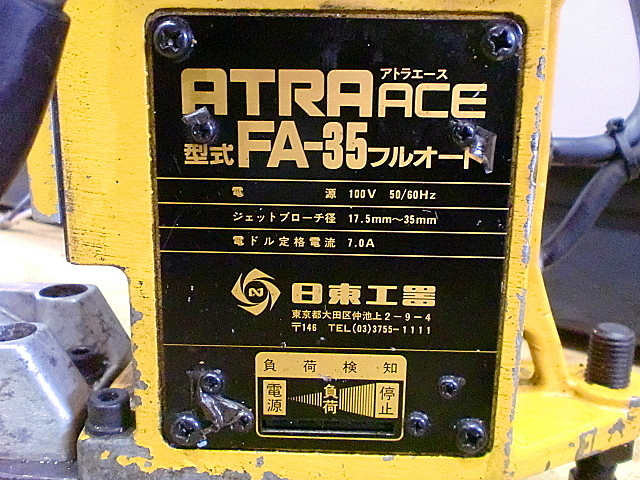 アトラエース
ATRA ACE
型式 FA-35 フルオート
電源 100V 50/60Hz
ジェットブローチ径 17.5mm〜35mm
電ドル定格電流 7.0A
日東工器
東京都大田区仲池上2-9-4
〒146 TEL(03)3755-1111
負荷検知
電源 負荷 停止